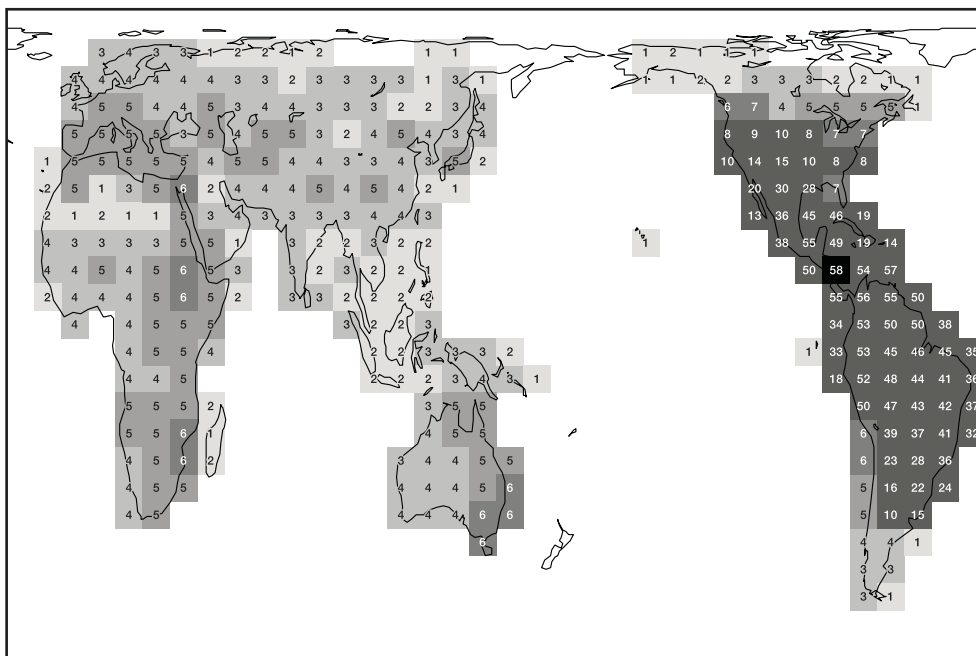 3 4 3 3 1 2 2 1 2 1 1 1 2 1 1 1
4 4 4 4 4 4 3 3 2 3 3 3 3 1 3 1 1 1 2 2 3 3 3 2 2 1 1
4 5 5 4 4 5 3 4 4 3 3 3 2 2 3 4 6 7 4 5 5 5 5 1
5 5 5 5 3 5 4 5 5 3 2 4 5 4 3 4 8 9 10 8 7 7
1 5 5 5 5 5 4 5 5 4 4 3 3 4 3 5 2 10 14 15 10 8 8
2 5 1 3 5 6 2 4 4 4 5 4 5 4 2 1 20 30 28 7
2 1 2 1 1 5 3 4 3 3 3 3 4 4 3 13 36 45 46 19
4 3 3 3 3 5 5 1 3 2 2 3 2 2 1 38 55 49 19 14
4 4 5 4 5 6 5 3 3 2 3 2 2 1 50 58 54 57
2 4 4 4 5 6 5 2 3 3 2 2 2 2 55 56 55 50
4 4 5 5 5 3 2 2 3 34 53 50 50 38
4 5 5 4 2 2 3 3 3 2 1 33 53 45 46 45 35
4 4 5 2 2 2 3 4 3 1 18 52 48 44 41 36
5 5 5 2 3 5 5 50 47 43 42 37
5 5 6 1 4 5 5 6 39 37 41 32
4 5 6 2 3 4 4 5 5 6 23 28 36
4 5 5 4 4 4 5 6 5 16 22 24
4 5 4 4 4 6 6 5 10 15
6 4 4 1
3 3
3 1